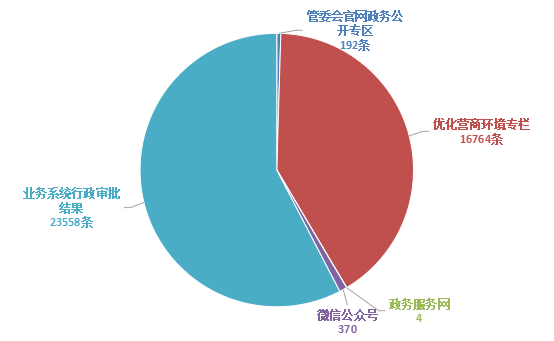 管委会官网政务公
开专区
192条
优化营商环境专栏
16764条
业务系统行政审批
结果
23558条
政务服务网
4
微信公众号
370